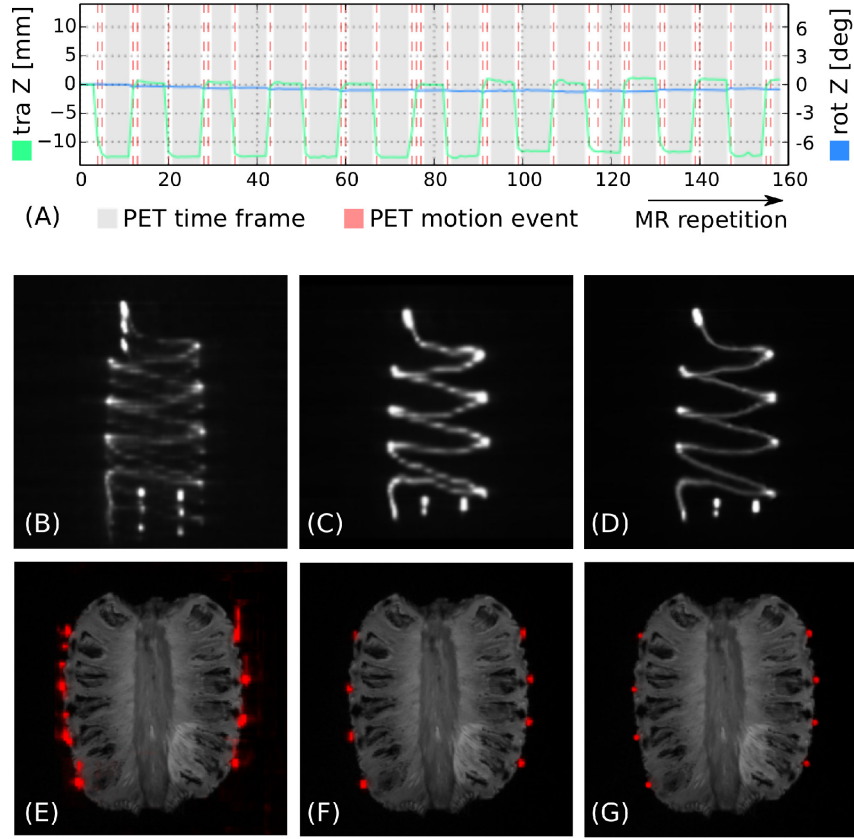 tra Z [mm]
10
5
0
−5
−10
6
3
0
-3
-6
rot Z [deg]
0 20 40 60 80 100 120 140 160
(A) PET time frame PET motion event MR repetition
(B) (C) (D)
(E) (F) (G)